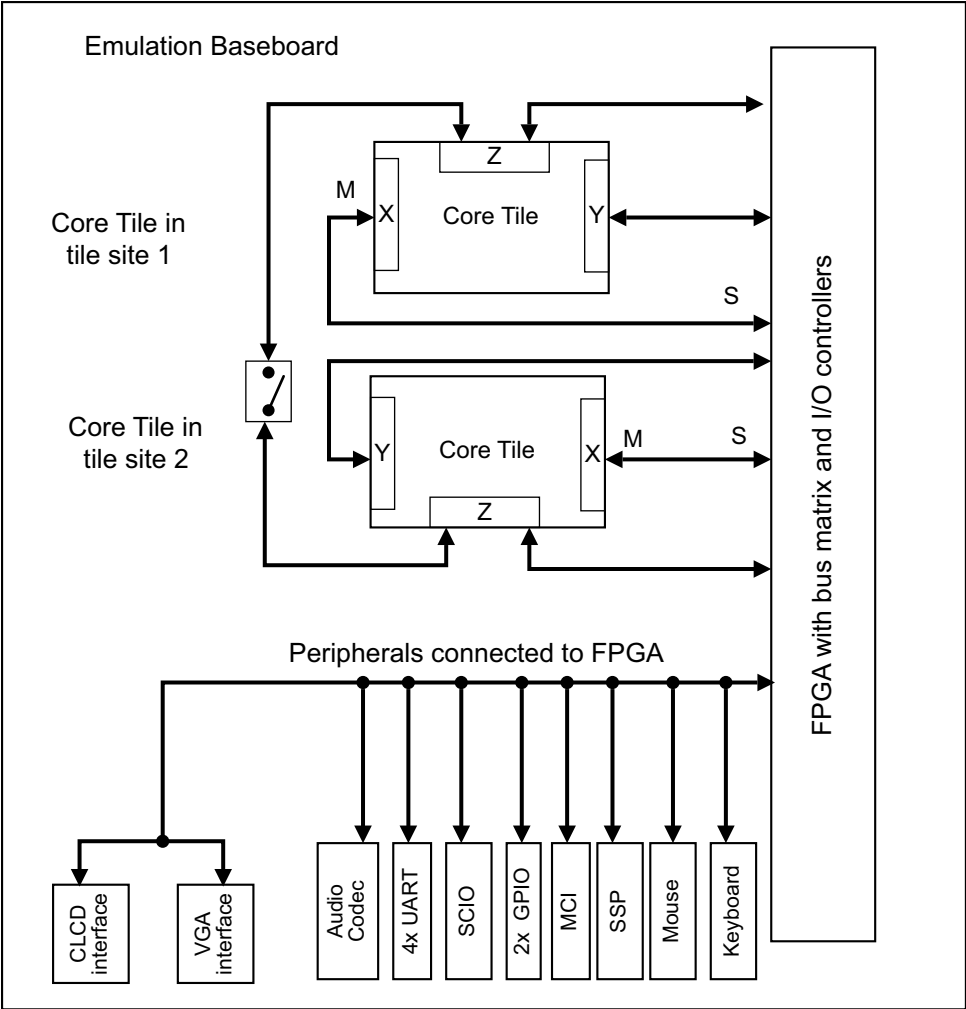 Emulation Baseboard
Z
M
X
Core Tile
Y
Core Tile in
tile site 1
S
FPGA with bus matrix and I/O controllers
Core Tile in
tile site 2
Y
Core Tile
X
M
S
Z
Peripherals connected to FPGA
CLCD
interface
VGA
interface
Audio
Codec
4x UART
SCIO
2x GPIO
MCI
SSP
Mouse
Keyboard